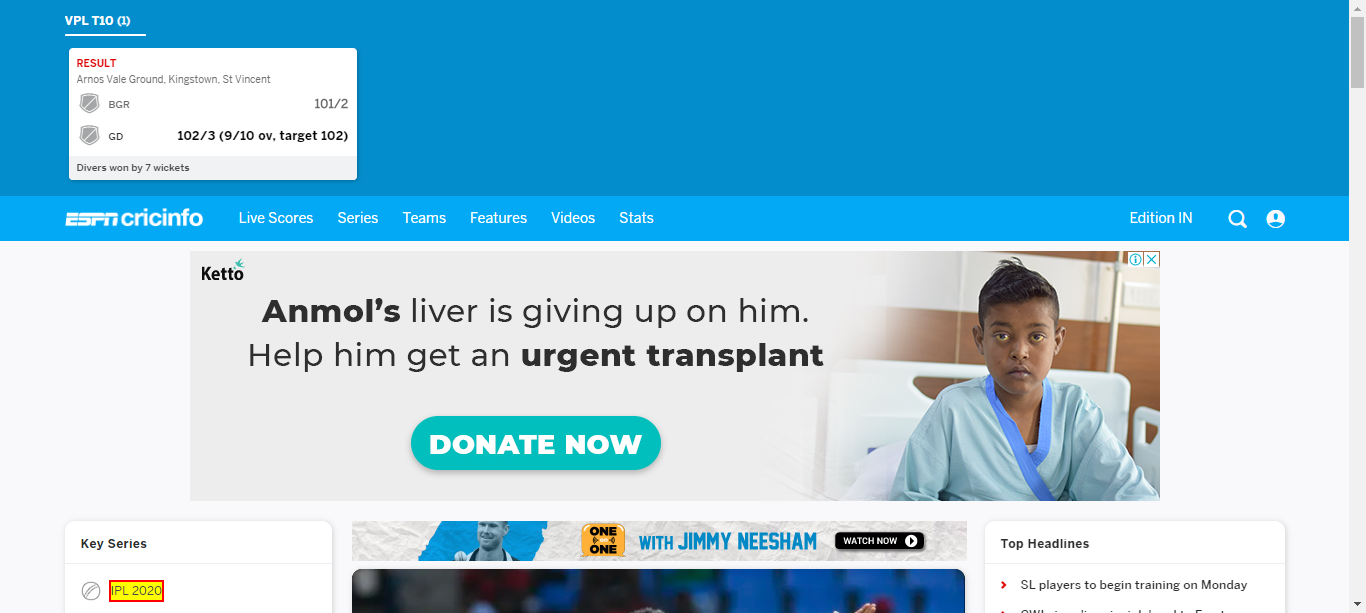 VPL T10 (1)
RESULT
Arnos Vale Ground, Kingstown, St Vincent
BGR 101/2
GD 102/3 (9/10 ov, target 102)
Divers won by 7 wickets
ESPN cricinfo Live Scores Series Teams Features Videos Stats Edition IN
Ketto
Anmol's liver is giving up on him.
Help him get an urgent transplant
DONATE NOW
Key Series
IPL 2020
ONE ON ONE WITH JIMMY NEESHAM WATCH NOW
Top Headlines
SL players to begin training on Monday